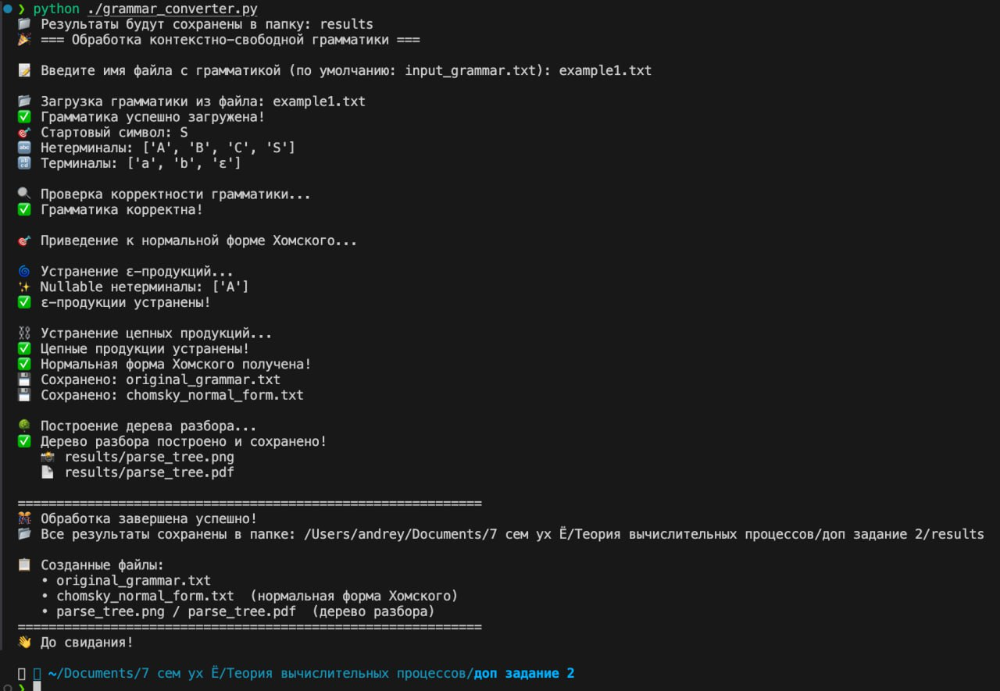 ❯ python ./grammar_converter.py
📁 Результаты будут сохранены в папку: results
🎉 === Обработка контекстно-свободной грамматики ===
📝 Введите имя файла с грамматикой (по умолчанию: input_grammar.txt): example1.txt
📂 Загрузка грамматики из файла: example1.txt
✅ Грамматика успешно загружена!
🎯 Стартовый символ: S
🔤 Нетерминалы: ['A', 'B', 'C', 'S']
🔡 Терминалы: ['a', 'b', 'ε']
🔍 Проверка корректности грамматики...
✅ Грамматика корректна!
🎯 Приведение к нормальной форме Хомского...
🌀 Устранение ε-продукций...
✨ Nullable нетерминалы: ['A']
✅ ε-продукции устранены!
⛓ Устранение цепных продукций...
✅ Цепные продукции устранены!
✅ Нормальная форма Хомского получена!
💾 Сохранено: original_grammar.txt
💾 Сохранено: chomsky_normal_form.txt
🌳 Построение дерева разбора...
✅ Дерево разбора построено и сохранено!
📸 results/parse_tree.png
📄 results/parse_tree.pdf
============================================================
🎊 Обработка завершена успешно!
📂 Все результаты сохранены в папке: /Users/andrey/Documents/7 сем ух Ё/Теория вычислительных процессов/доп задание 2/results
📋 Созданные файлы:
• original_grammar.txt
• chomsky_normal_form.txt (нормальная форма Хомского)
• parse_tree.png / parse_tree.pdf (дерево разбора)
============================================================
👋 До свидания!
~/Documents/7 сем ух Ё/Теория вычислительных процессов/доп задание 2
❯